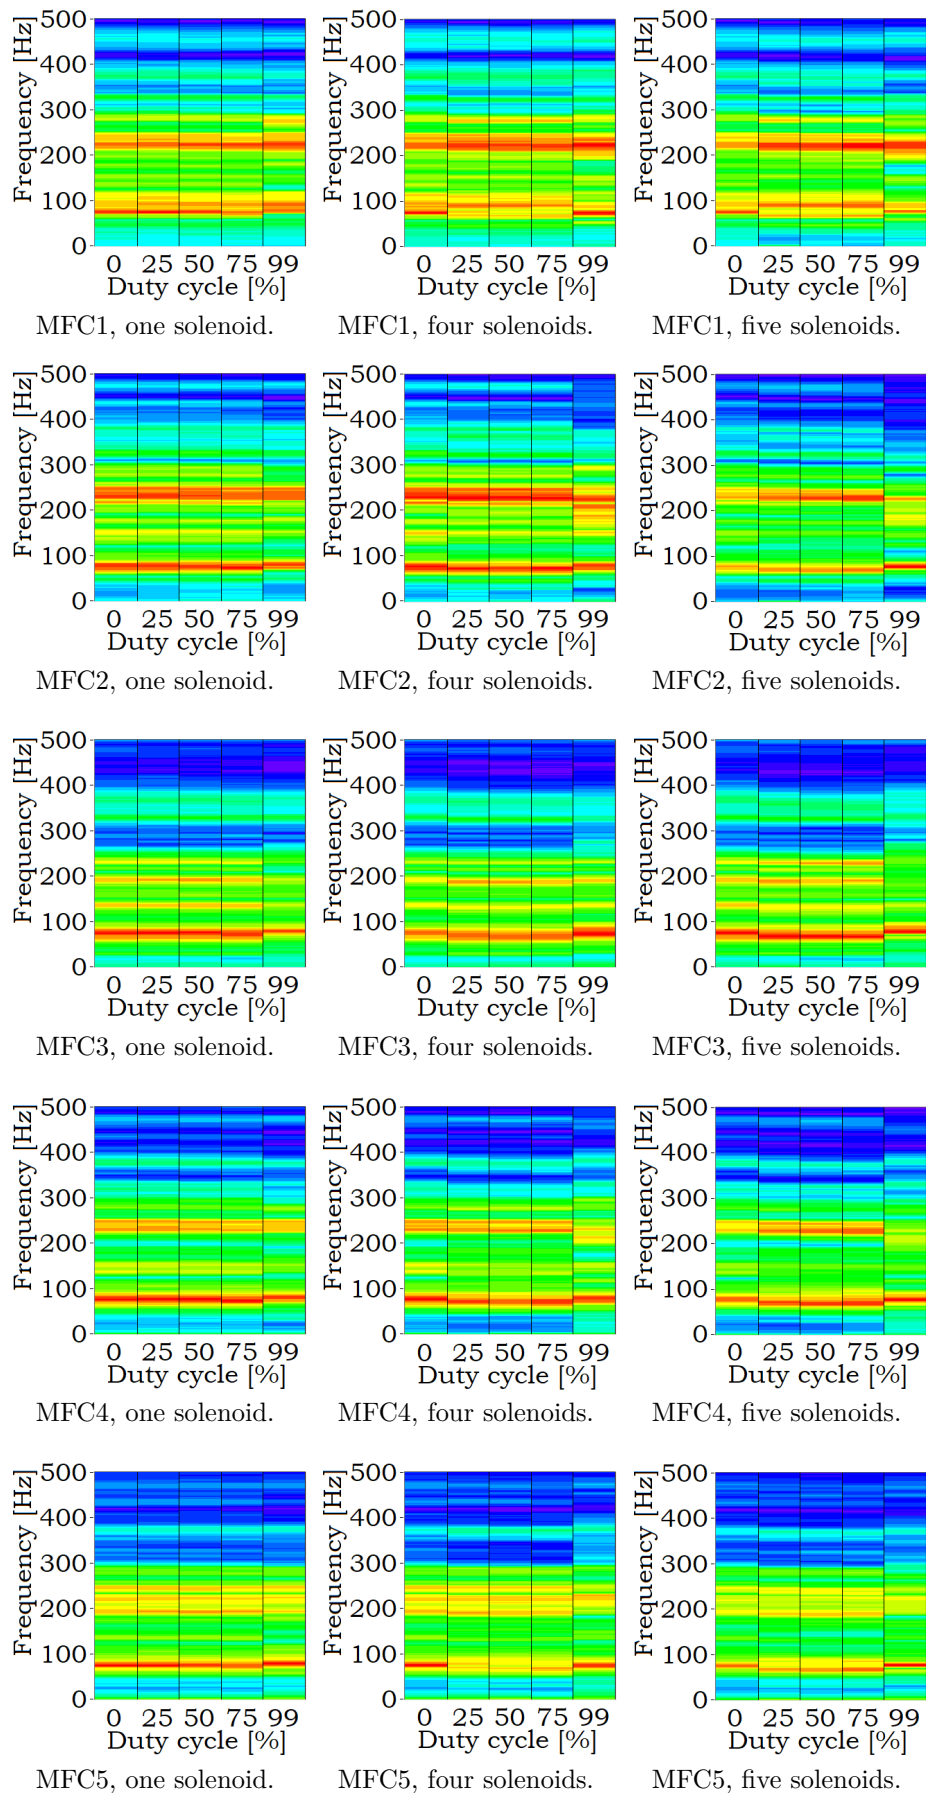 Frequency [Hz]
500
400
300
200
100
0
0 25 50 75 99
Duty cycle [%]
MFC1, one solenoid.
Frequency [Hz]
500
400
300
200
100
0
0 25 50 75 99
Duty cycle [%]
MFC1, four solenoids.
Frequency [Hz]
500
400
300
200
100
0
0 25 50 75 99
Duty cycle [%]
MFC1, five solenoids.
Frequency [Hz]
500
400
300
200
100
0
0 25 50 75 99
Duty cycle [%]
MFC2, one solenoid.
Frequency [Hz]
500
400
300
200
100
0
0 25 50 75 99
Duty cycle [%]
MFC2, four solenoids.
Frequency [Hz]
500
400
300
200
100
0
0 25 50 75 99
Duty cycle [%]
MFC2, five solenoids.
Frequency [Hz]
500
400
300
200
100
0
0 25 50 75 99
Duty cycle [%]
MFC3, one solenoid.
Frequency [Hz]
500
400
300
200
100
0
0 25 50 75 99
Duty cycle [%]
MFC3, four solenoids.
Frequency [Hz]
500
400
300
200
100
0
0 25 50 75 99
Duty cycle [%]
MFC3, five solenoids.
Frequency [Hz]
500
400
300
200
100
0
0 25 50 75 99
Duty cycle [%]
MFC4, one solenoid.
Frequency [Hz]
500
400
300
200
100
0
0 25 50 75 99
Duty cycle [%]
MFC4, four solenoids.
Frequency [Hz]
500
400
300
200
100
0
0 25 50 75 99
Duty cycle [%]
MFC4, five solenoids.
Frequency [Hz]
500
400
300
200
100
0
0 25 50 75 99
Duty cycle [%]
MFC5, one solenoid.
Frequency [Hz]
500
400
300
200
100
0
0 25 50 75 99
Duty cycle [%]
MFC5, four solenoids.
Frequency [Hz]
500
400
300
200
100
0
0 25 50 75 99
Duty cycle [%]
MFC5, five solenoids.